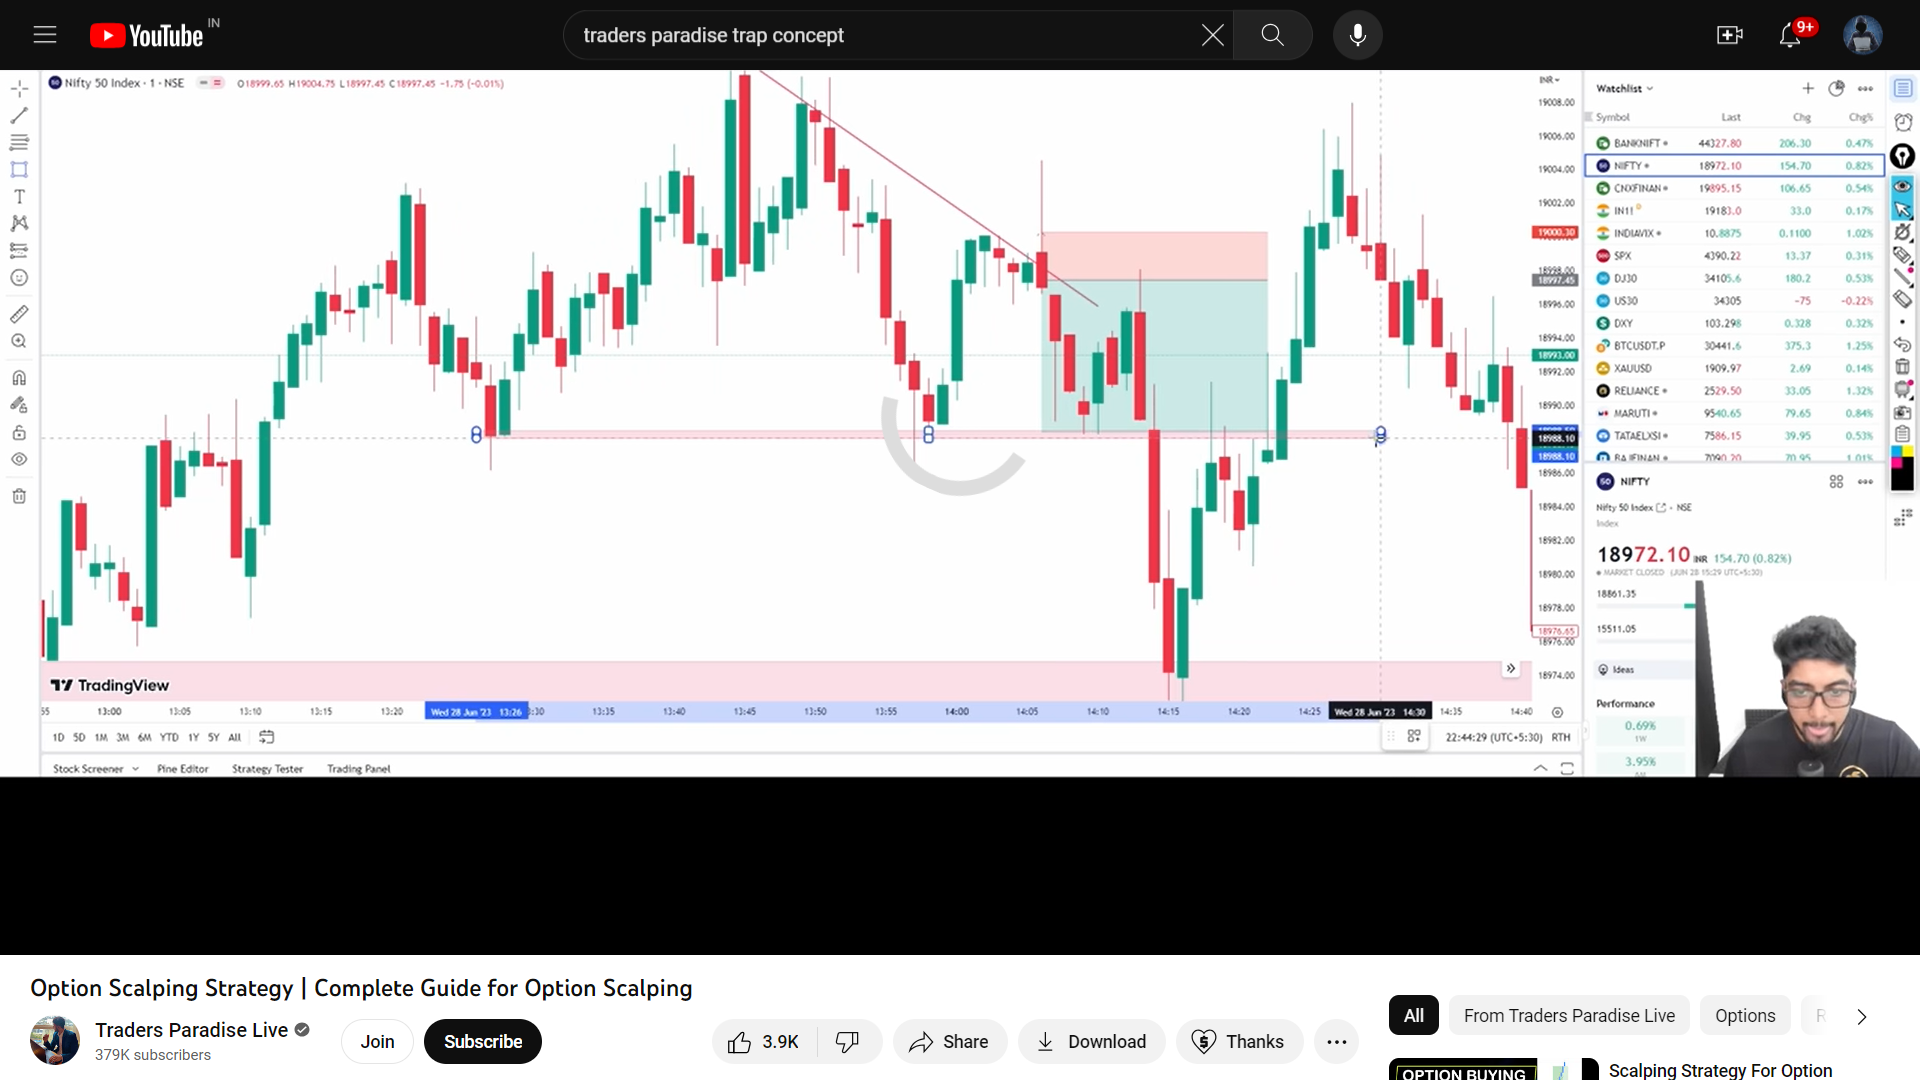 YouTube IN
traders paradise trap concept
9+
Nifty 50 Index · 1 · NSE
O18999.65 H19004.75 L18997.45 C18997.45 -1.75 (-0.01%)
INR
19008.00
19006.00
19004.00
19002.00
19000.30
18998.00
18997.45
18996.00
18994.00
18993.00
18992.00
18990.00
18988.10
18988.10
18986.00
18984.00
18982.00
18980.00
18978.00
18976.65
18976.00
18974.00
Watchlist
Symbol Last Chg Chg%
BANKNIFT 44327.80 206.30 0.47%
NIFTY 18972.10 154.70 0.82%
CNXFINAN 19895.15 106.65 0.54%
IN1! 19183.0 33.0 0.17%
INDIAVIX 10.8875 0.1100 1.02%
SPX 4390.22 13.37 0.31%
DJ30 34105.6 180.2 0.53%
US30 34305 -75 -0.22%
DXY 103.298 0.328 0.32%
BTCUSDT.P 30441.6 375.3 1.25%
XAUUSD 1909.97 2.69 0.14%
RELIANCE 2529.50 33.05 1.32%
MARUTI 9540.65 79.65 0.84%
TATAELXSI 7586.15 39.95 0.53%
BAJFINAN 7090.20 70.95 1.01%
NIFTY
Nifty 50 Index · NSE
Index
18972.10 INR 154.70 (0.82%)
MARKET CLOSED (JUN 28 15:29 UTC+5:30)
18861.35
15511.05
Ideas
Performance
0.69%
1W
3.95%
TradingView
13:00 13:05 13:10 13:15 13:20 Wed 28 Jun '23 13:26 :30 13:35 13:40 13:45 13:50 13:55 14:00 14:05 14:10 14:15 14:20 14:25 Wed 28 Jun '23 14:30 14:35 14:40
1D 5D 1M 3M 6M YTD 1Y 5Y All
22:44:29 (UTC+5:30) RTH
Stock Screener Pine Editor Strategy Tester Trading Panel
Option Scalping Strategy | Complete Guide for Option Scalping
Traders Paradise Live
379K subscribers
Join
Subscribe
3.9K
Share
Download
Thanks
All
From Traders Paradise Live
Options
OPTION BUYING
Scalping Strategy For Option